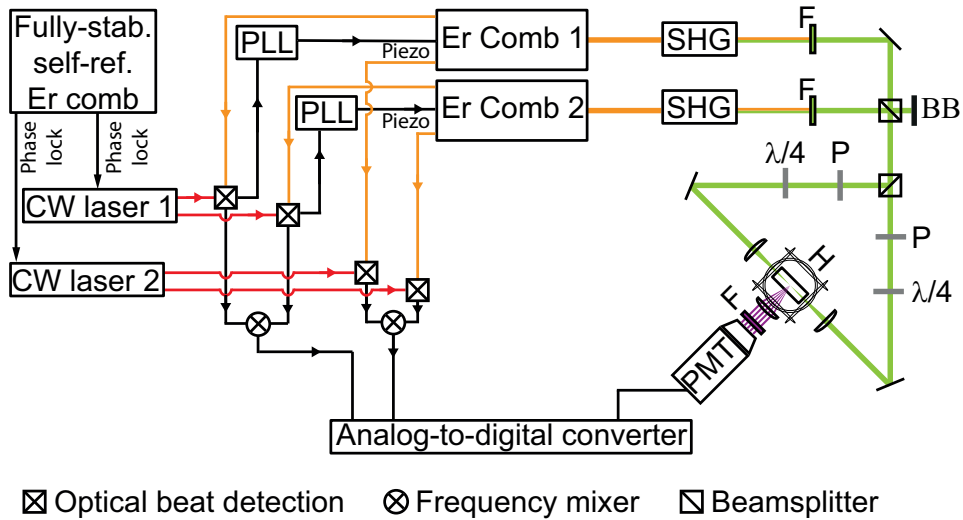 Fully-stab.
self-ref.
Er comb
PLL
Piezo
Er Comb 1
SHG
F
PLL
Piezo
Er Comb 2
SHG
F
BB
Phase
lock
Phase
lock
λ/4
P
CW laser 1
P
CW laser 2
λ/4
H
F
PMT
Analog-to-digital converter
Optical beat detection
Frequency mixer
Beamsplitter